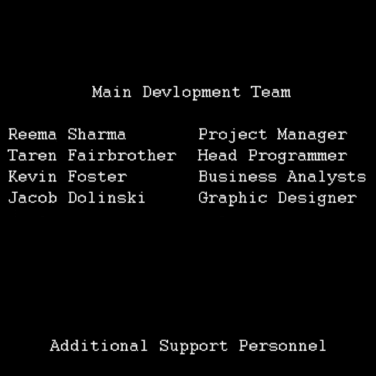 Main Devlopment Team
Reema Sharma Project Manager
Taren Fairbrother Head Programmer
Kevin Foster Business Analysts
Jacob Dolinski Graphic Designer
Additional Support Personnel